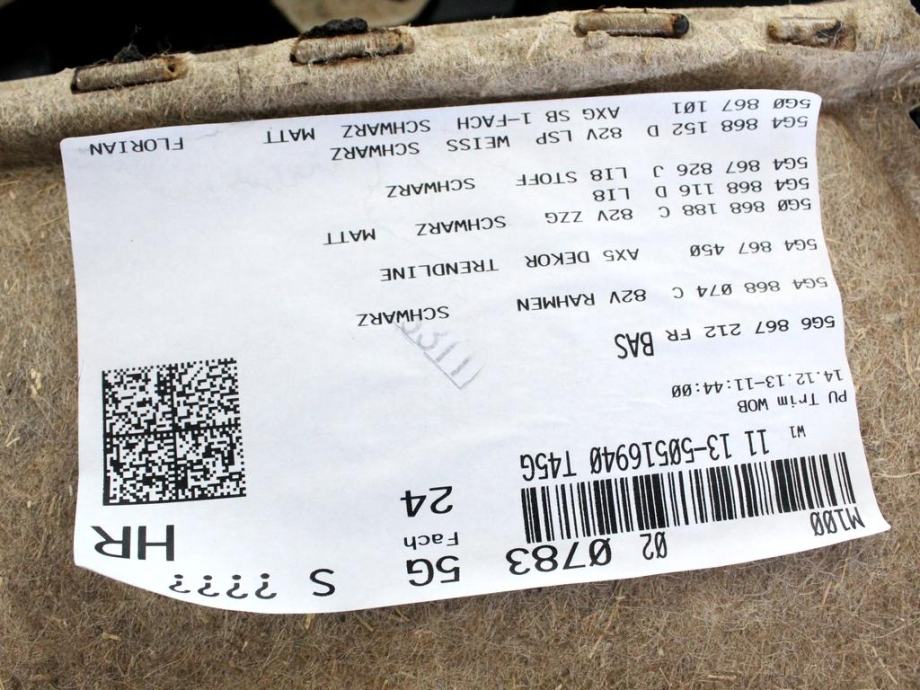 M100 02 0783 5G S ????
Fach HR
24
W1 11 13-50516940 T45G
PU Trim WOB
14.12.13-11:44:00
5G6 867 212 FR BAS
5G4 868 074 C 82V RAHMEN SCHWARZ
5G4 867 450 AX5 DEKOR TRENDLINE
5G0 868 188 C 82V ZZG SCHWARZ MATT
5G4 868 116 D LI8
5G4 867 826 J LI8 STOFF SCHWARZ
5G4 868 152 D 82V LSP WEISS SCHWARZ
5G0 867 101 AXG SB 1-FACH SCHWARZ MATT FLORIAN